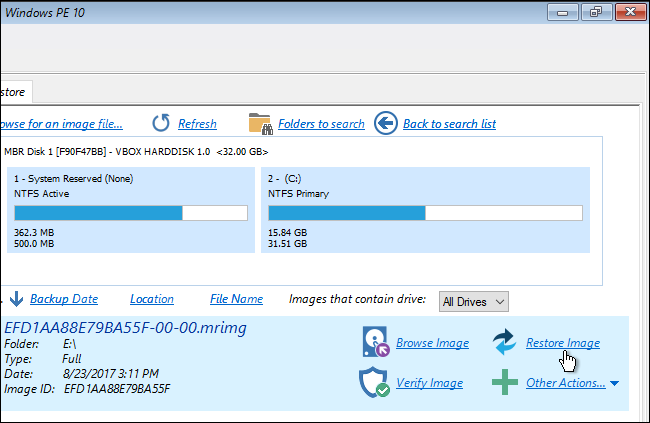 Windows PE 10
store
owse for an image file... Refresh Folders to search Back to search list
MBR Disk 1 [F90F47BB] - VBOX HARDDISK 1.0 <32.00 GB>
1 - System Reserved (None)
NTFS Active
362.3 MB
500.0 MB
2 - (C:)
NTFS Primary
15.84 GB
31.51 GB
Backup Date Location File Name Images that contain drive: All Drives
EFD1AA88E79BA55F-00-00.mrimg
Folder: E:\
Type: Full
Date: 8/23/2017 3:11 PM
Image ID: EFD1AA88E79BA55F
Browse Image Restore Image
Verify Image Other Actions...